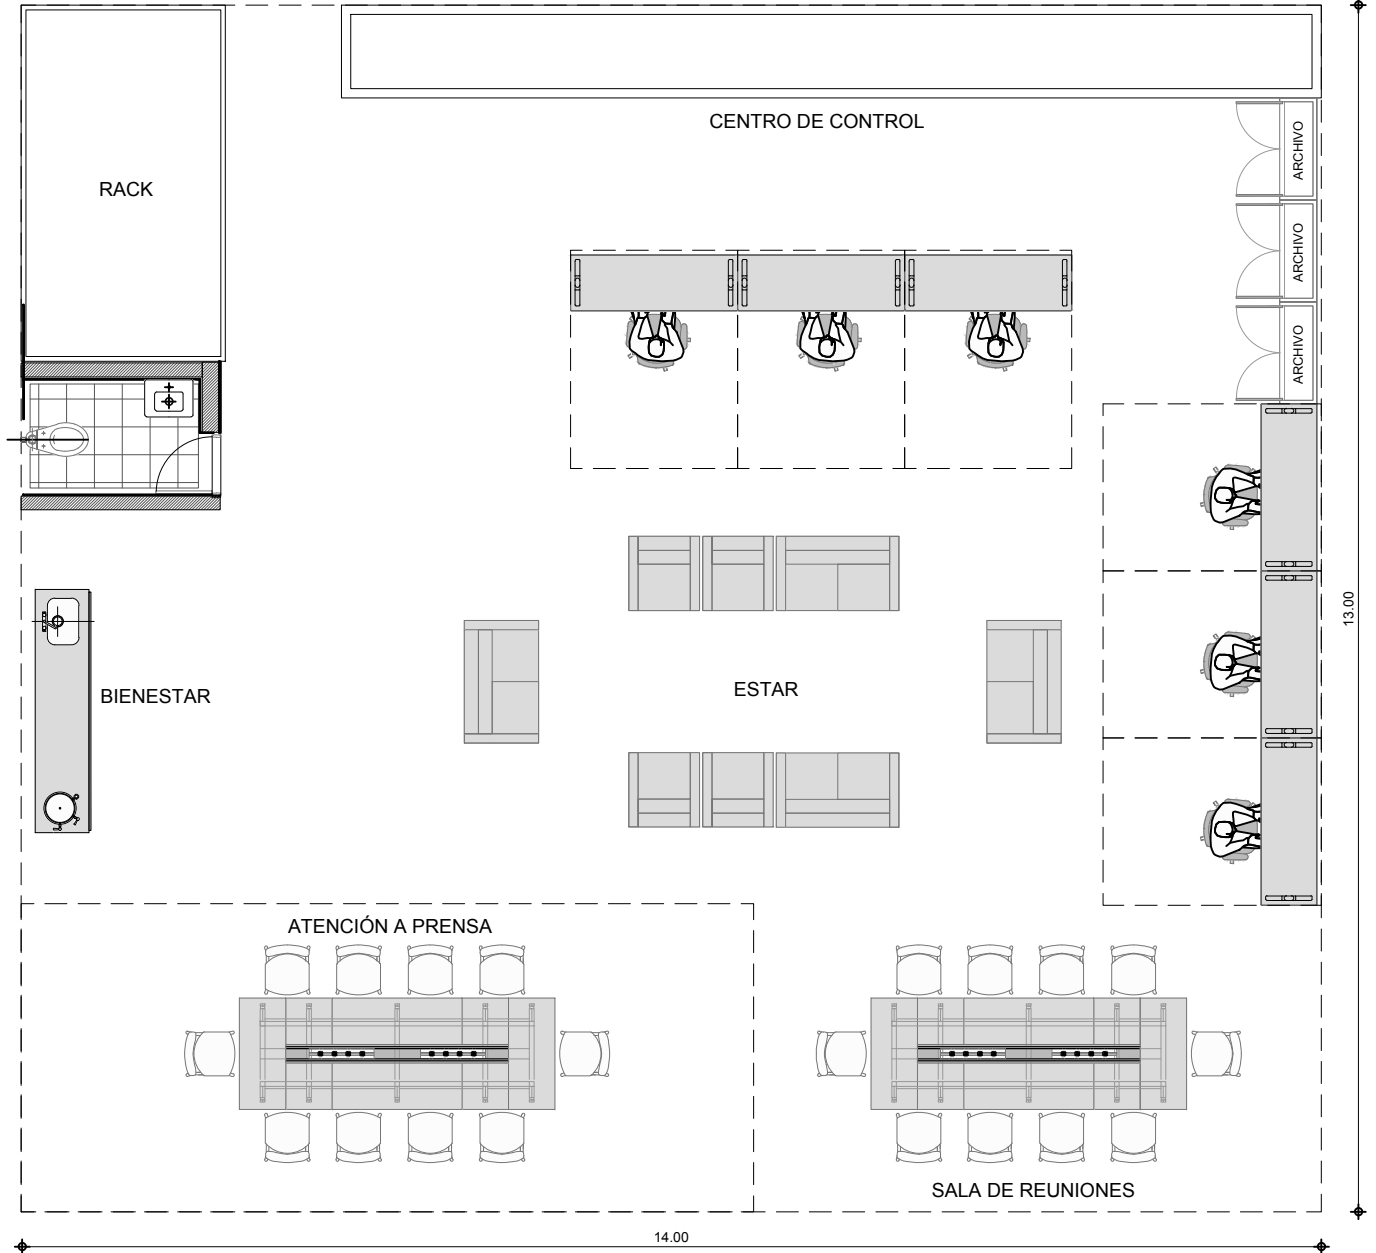 CENTRO DE CONTROL
ARCHIVO
RACK
ARCHIVO
ARCHIVO
13.00
BIENESTAR
ESTAR
ATENCIÓN A PRENSA
SALA DE REUNIONES
14.00